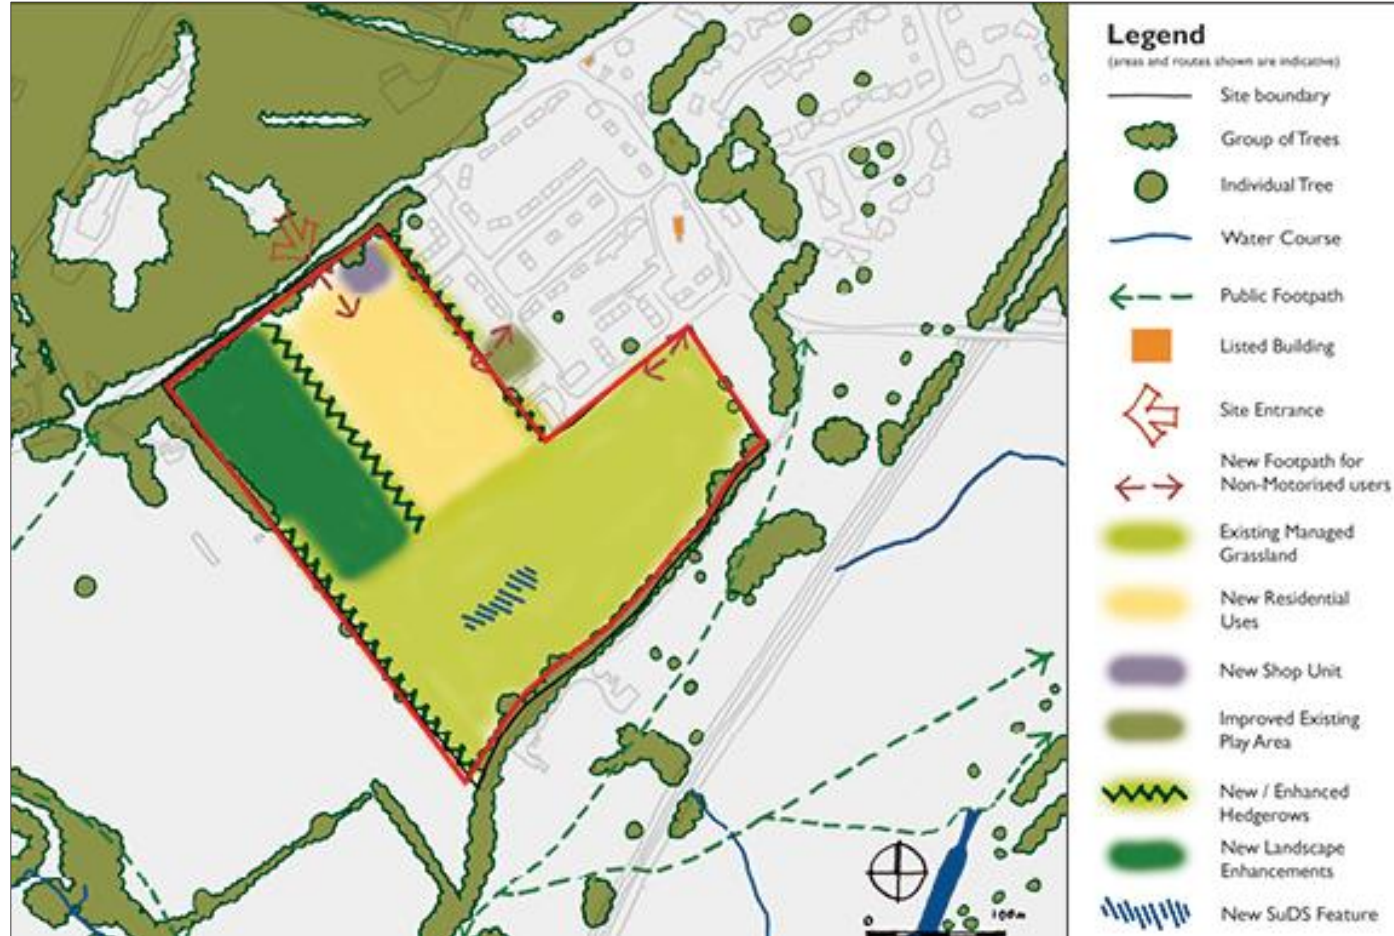 Legend
(areas and routes shown are indicative)
Site boundary
Group of Trees
Individual Tree
Water Course
Public Footpath
Listed Building
Site Entrance
New Footpath for
Non-Motorised users
Existing Managed
Grassland
New Residential
Uses
New Shop Unit
Improved Existing
Play Area
New / Enhanced
Hedgerows
New Landscape
Enhancements
New SuDS Feature
0 100m